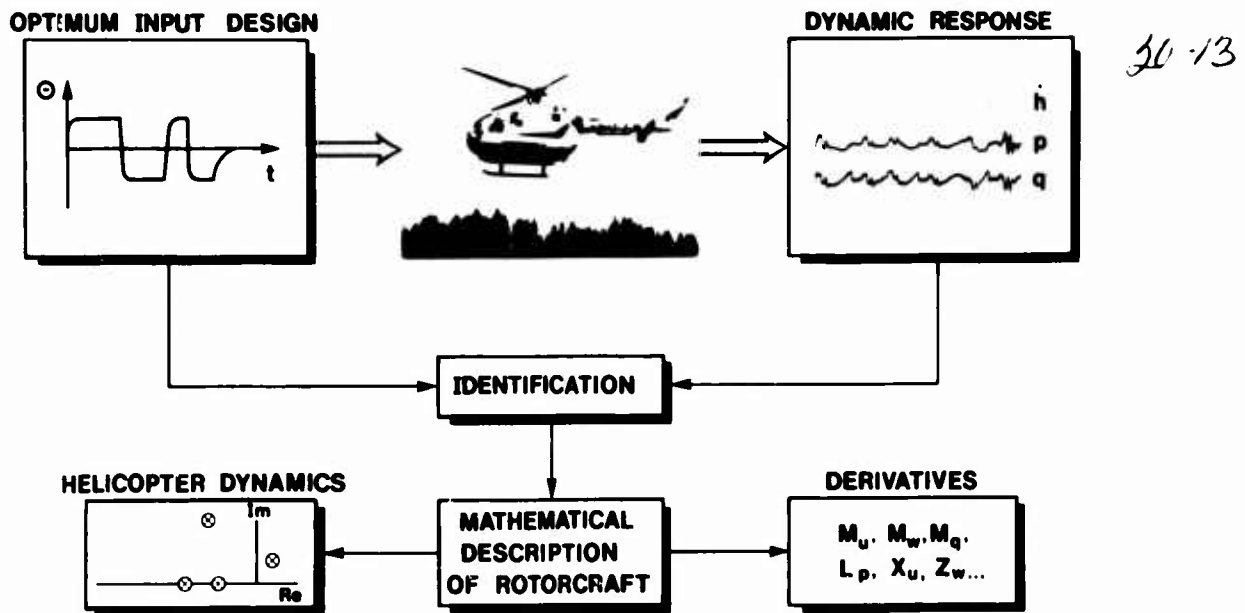 OPTIMUM INPUT DESIGN
DYNAMIC RESPONSE
Θ
t
ḣ
p
q
IDENTIFICATION
HELICOPTER DYNAMICS
Im
Re
MATHEMATICAL
DESCRIPTION
OF ROTORCRAFT
DERIVATIVES
Mu, Mw, Mq,
Lp, Xu, Zw...